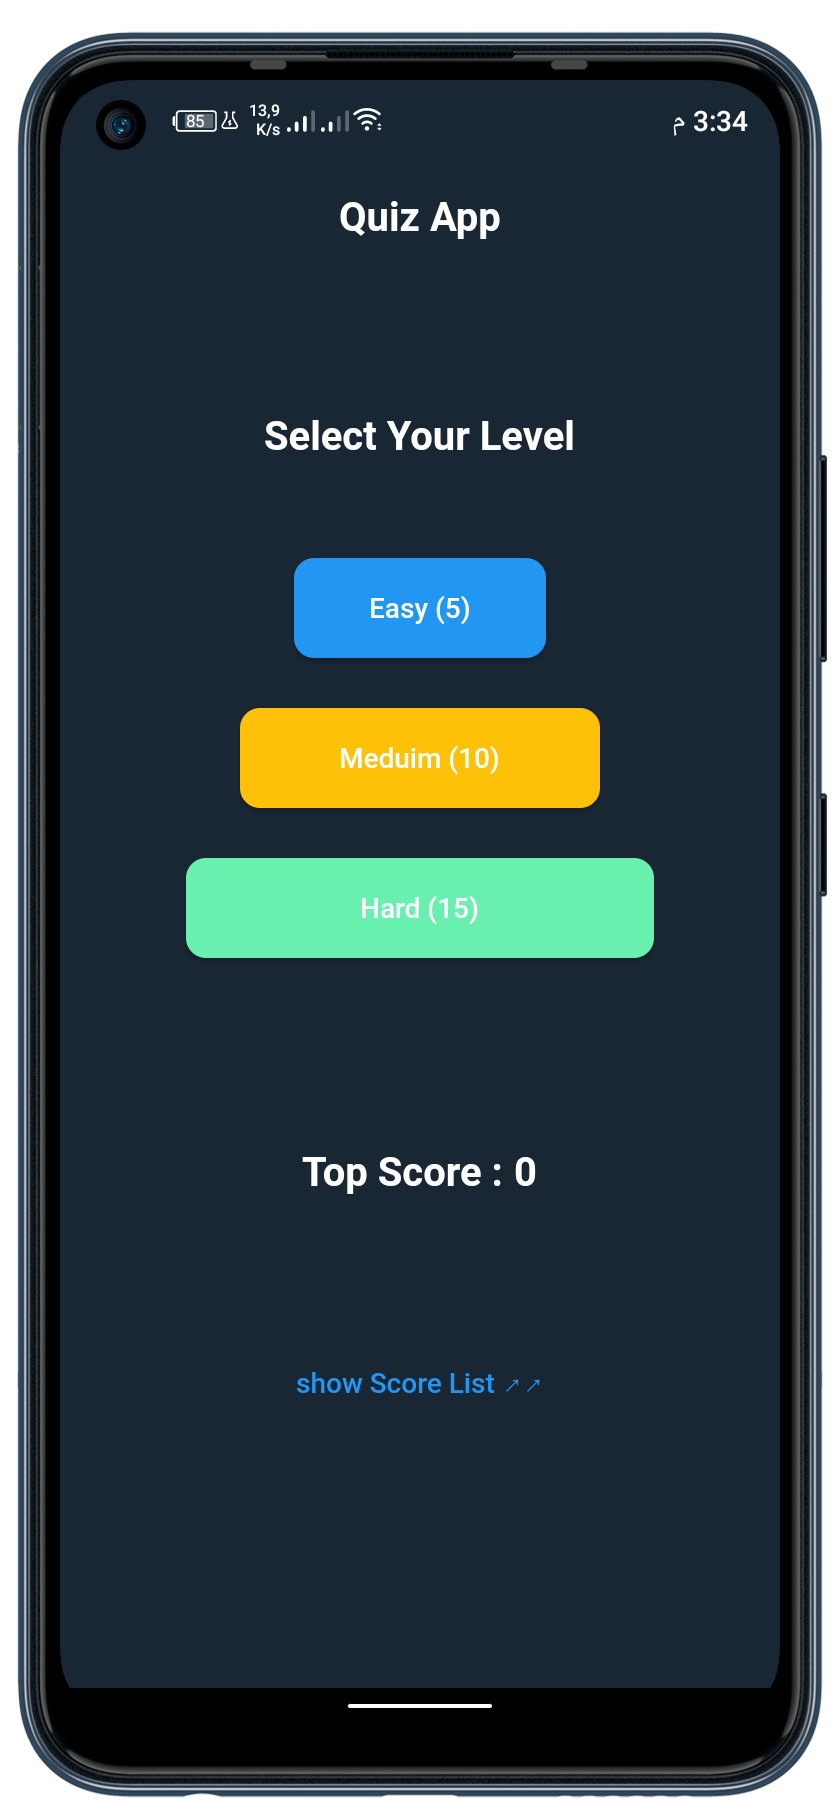 85 13,9 K/s م 3:34
Quiz App
Select Your Level
Easy (5)
Meduim (10)
Hard (15)
Top Score : 0
show Score List ↗ ↗